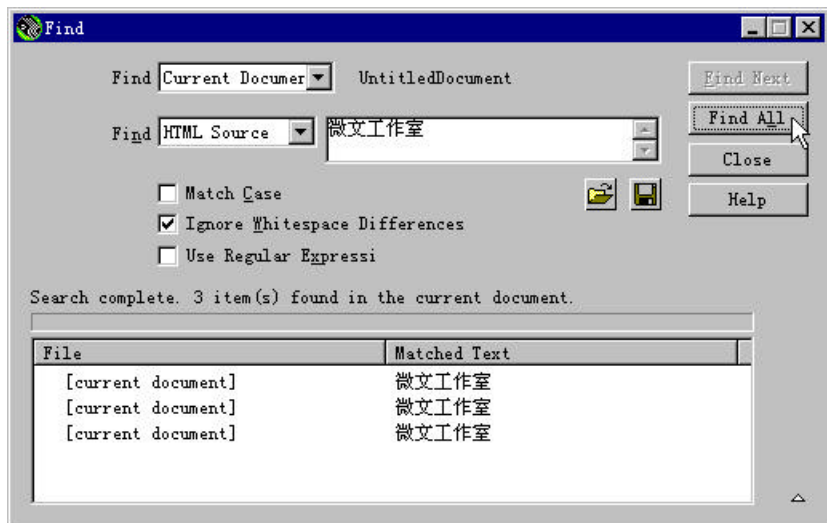 Find
Find Current Documer UntitledDocument Find Next
Find HTML Source 微文工作室 Find All
Close
Match Case Help
Ignore Whitespace Differences
Use Regular Expressi
Search complete. 3 item(s) found in the current document.
File Matched Text
[current document] 微文工作室
[current document] 微文工作室
[current document] 微文工作室